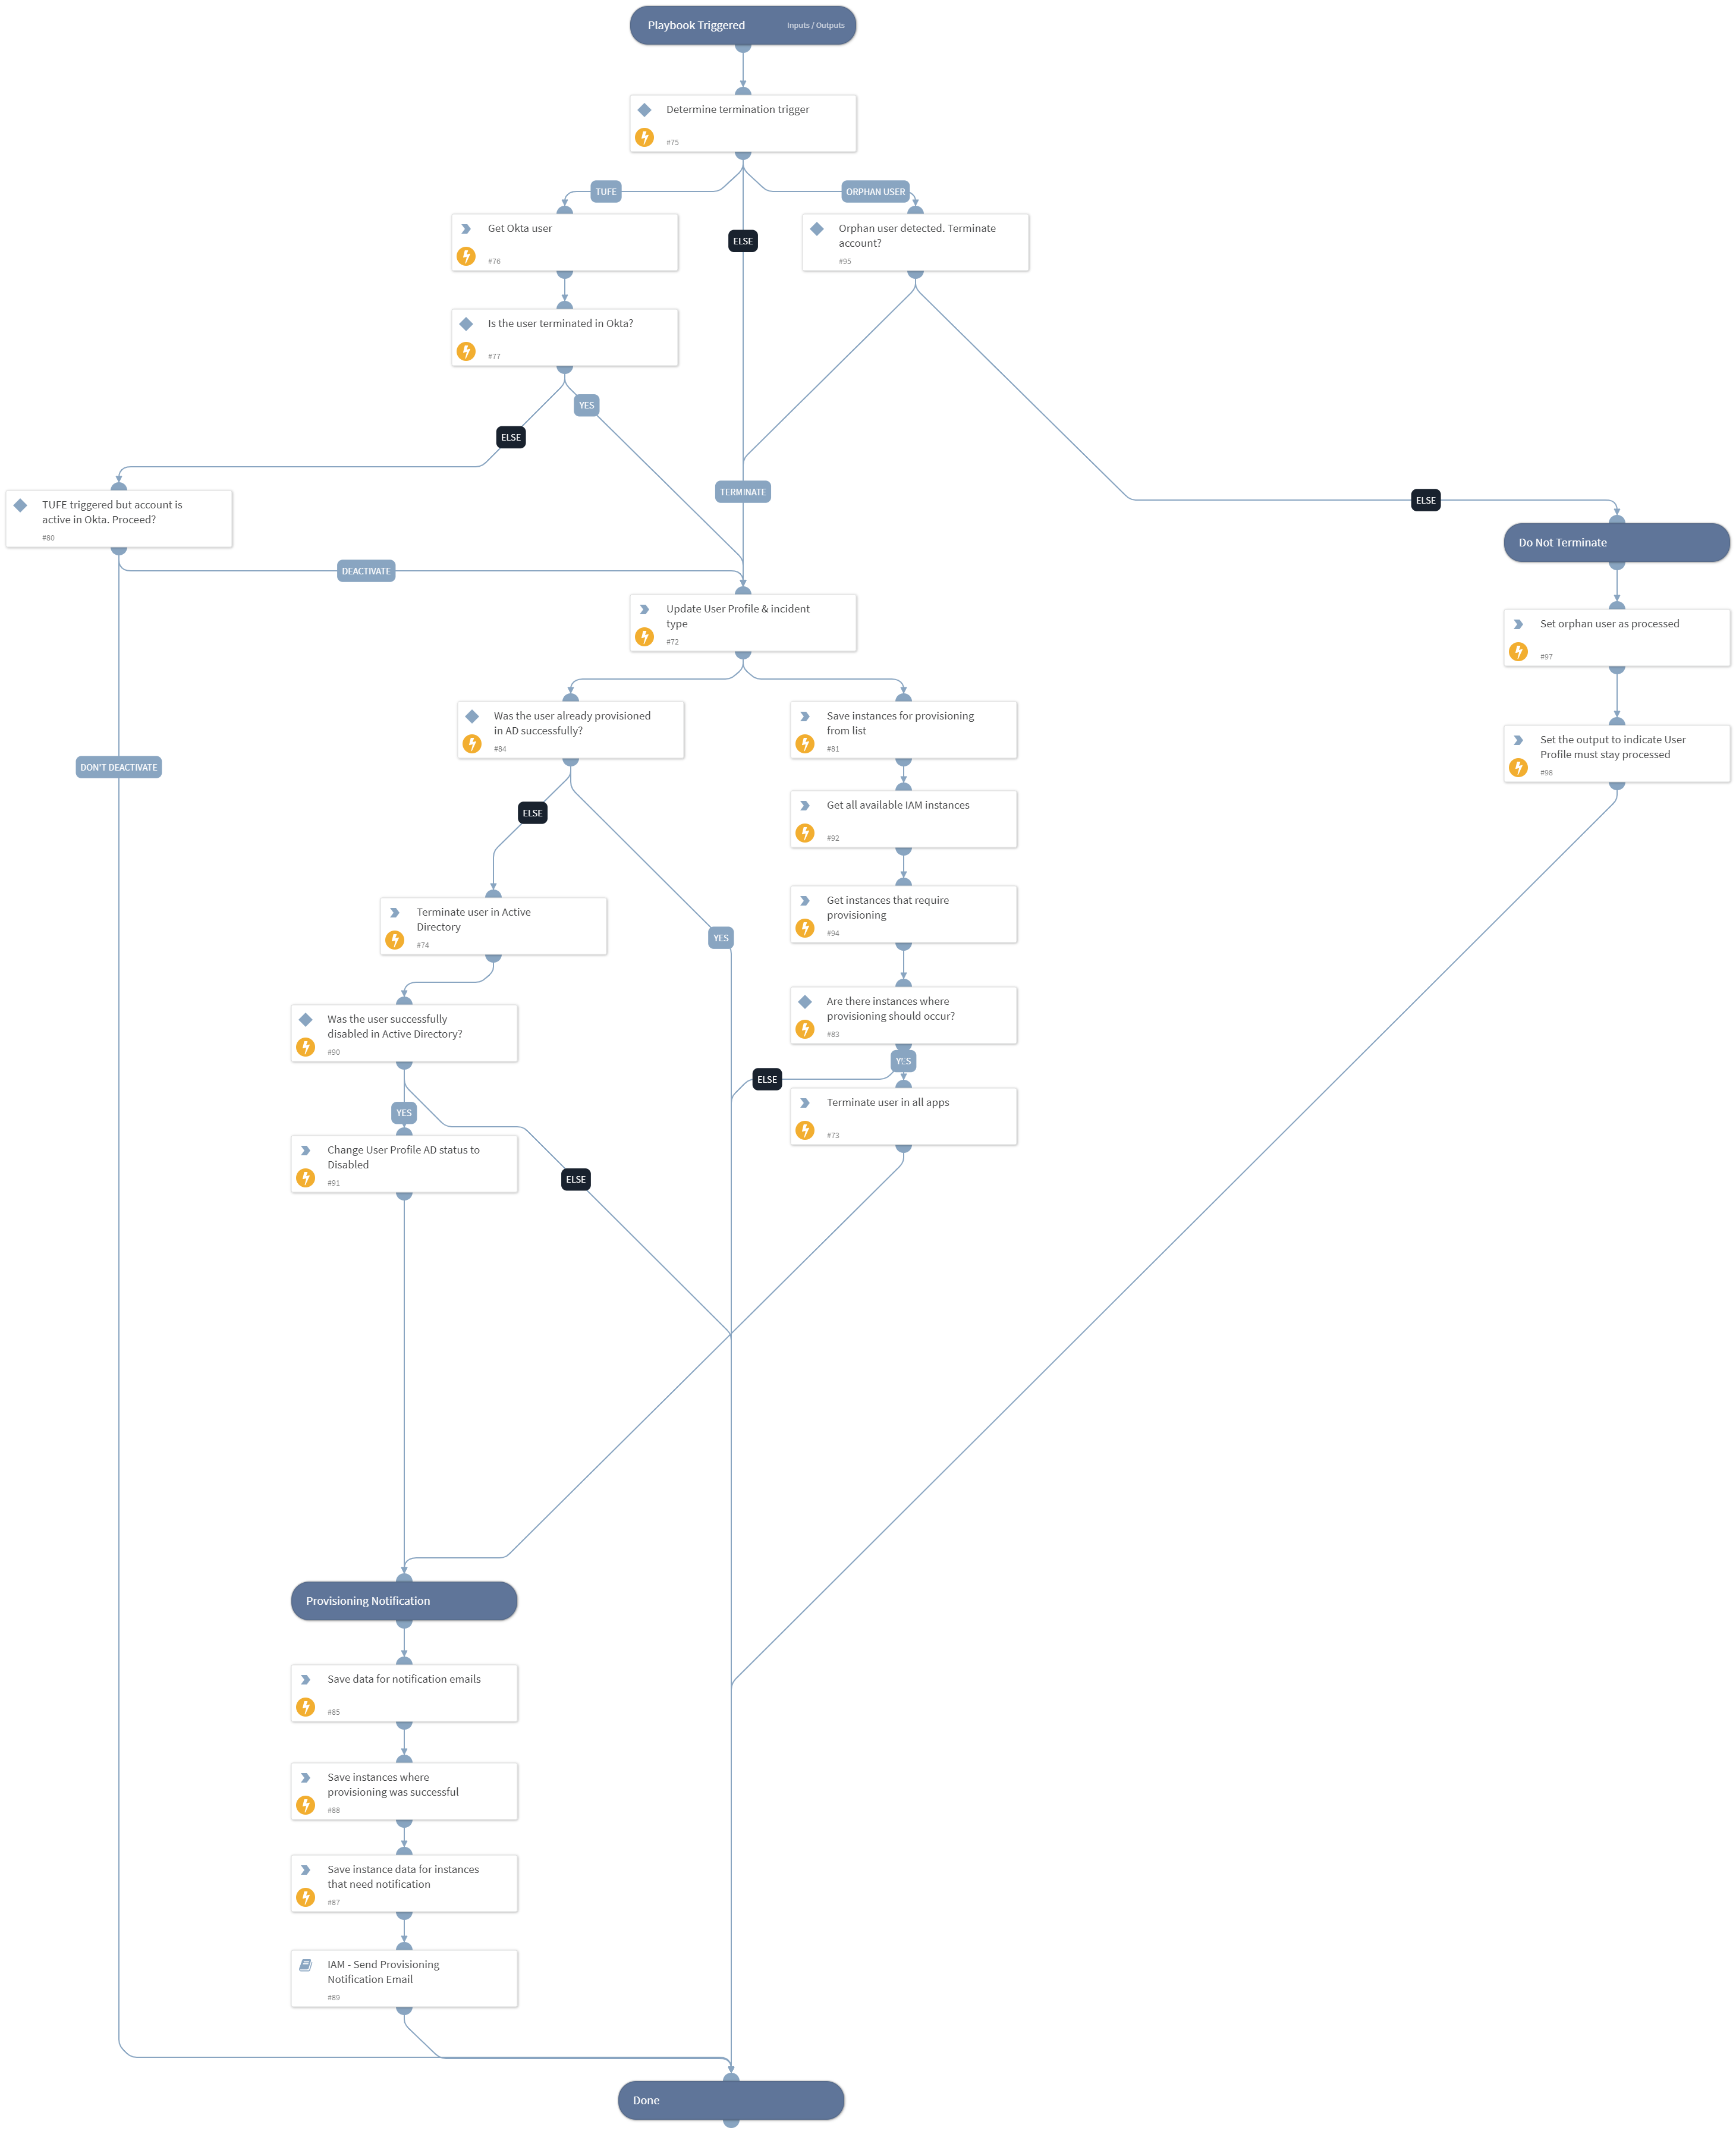 Playbook Triggered
Inputs / Outputs
Determine termination trigger
#75
TUFE
ORPHAN USER
ELSE
Get Okta user
#76
Orphan user detected. Terminate
account?
#95
Is the user terminated in Okta?
#77
YES
ELSE
TERMINATE
ELSE
TUFE triggered but account is
active in Okta. Proceed?
#80
Do Not Terminate
DEACTIVATE
Update User Profile & incident
type
#72
Set orphan user as processed
#97
Was the user already provisioned
in AD successfully?
#84
Save instances for provisioning
from list
#81
Set the output to indicate User
Profile must stay processed
#98
DON'T DEACTIVATE
ELSE
Get all available IAM instances
#92
Terminate user in Active
Directory
#74
YES
Get instances that require
provisioning
#94
Was the user successfully
disabled in Active Directory?
#90
Are there instances where
provisioning should occur?
#83
YES
ELSE
Terminate user in all apps
#73
YES
Change User Profile AD status to
Disabled
#91
ELSE
Provisioning Notification
Save data for notification emails
#85
Save instances where
provisioning was successful
#88
Save instance data for instances
that need notification
#87
IAM - Send Provisioning
Notification Email
#89
Done